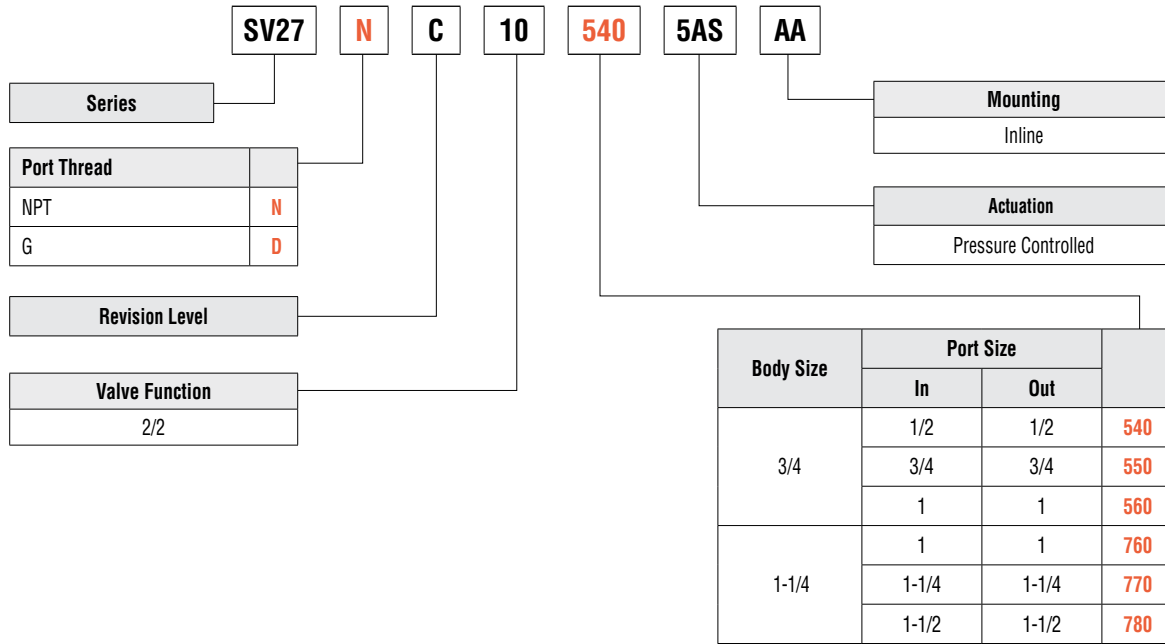 SV27 N C 10 540 5AS AA
Series
Port Thread
NPT N
G D
Revision Level
Valve Function
2/2
Mounting
Inline
Actuation
Pressure Controlled
Body Size Port Size
In Out
3/4 1/2 1/2 540
3/4 3/4 550
1 1 560
1-1/4 1 1 760
1-1/4 1-1/4 770
1-1/2 1-1/2 780